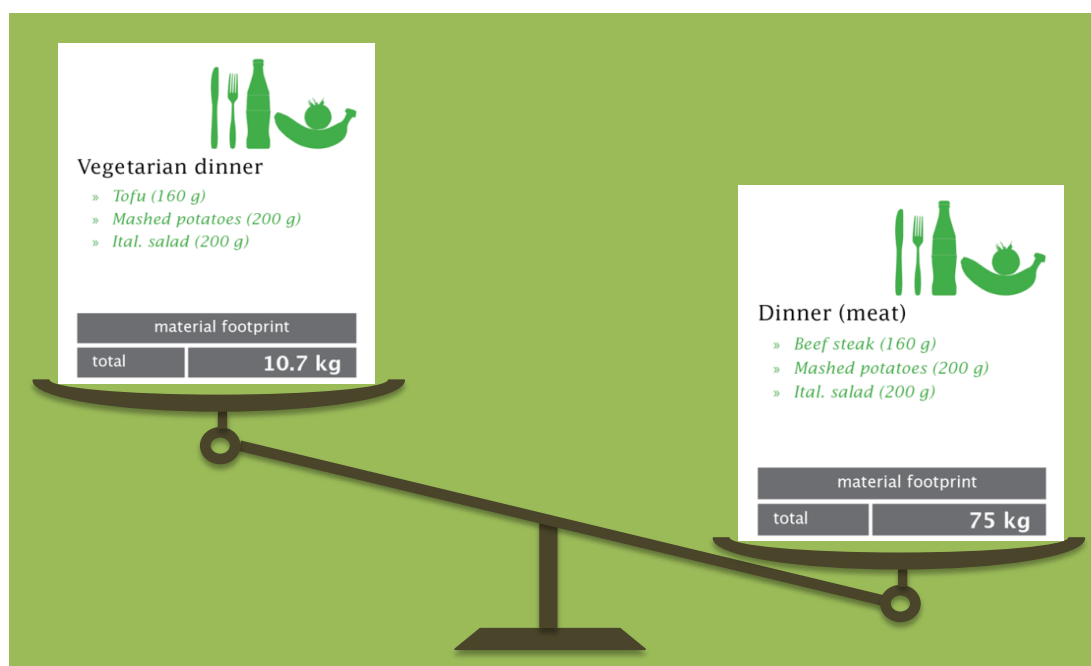 Vegetarian dinner
» Tofu (160 g)
» Mashed potatoes (200 g)
» Ital. salad (200 g)
material footprint
total 10.7 kg
Dinner (meat)
» Beef steak (160 g)
» Mashed potatoes (200 g)
» Ital. salad (200 g)
material footprint
total 75 kg